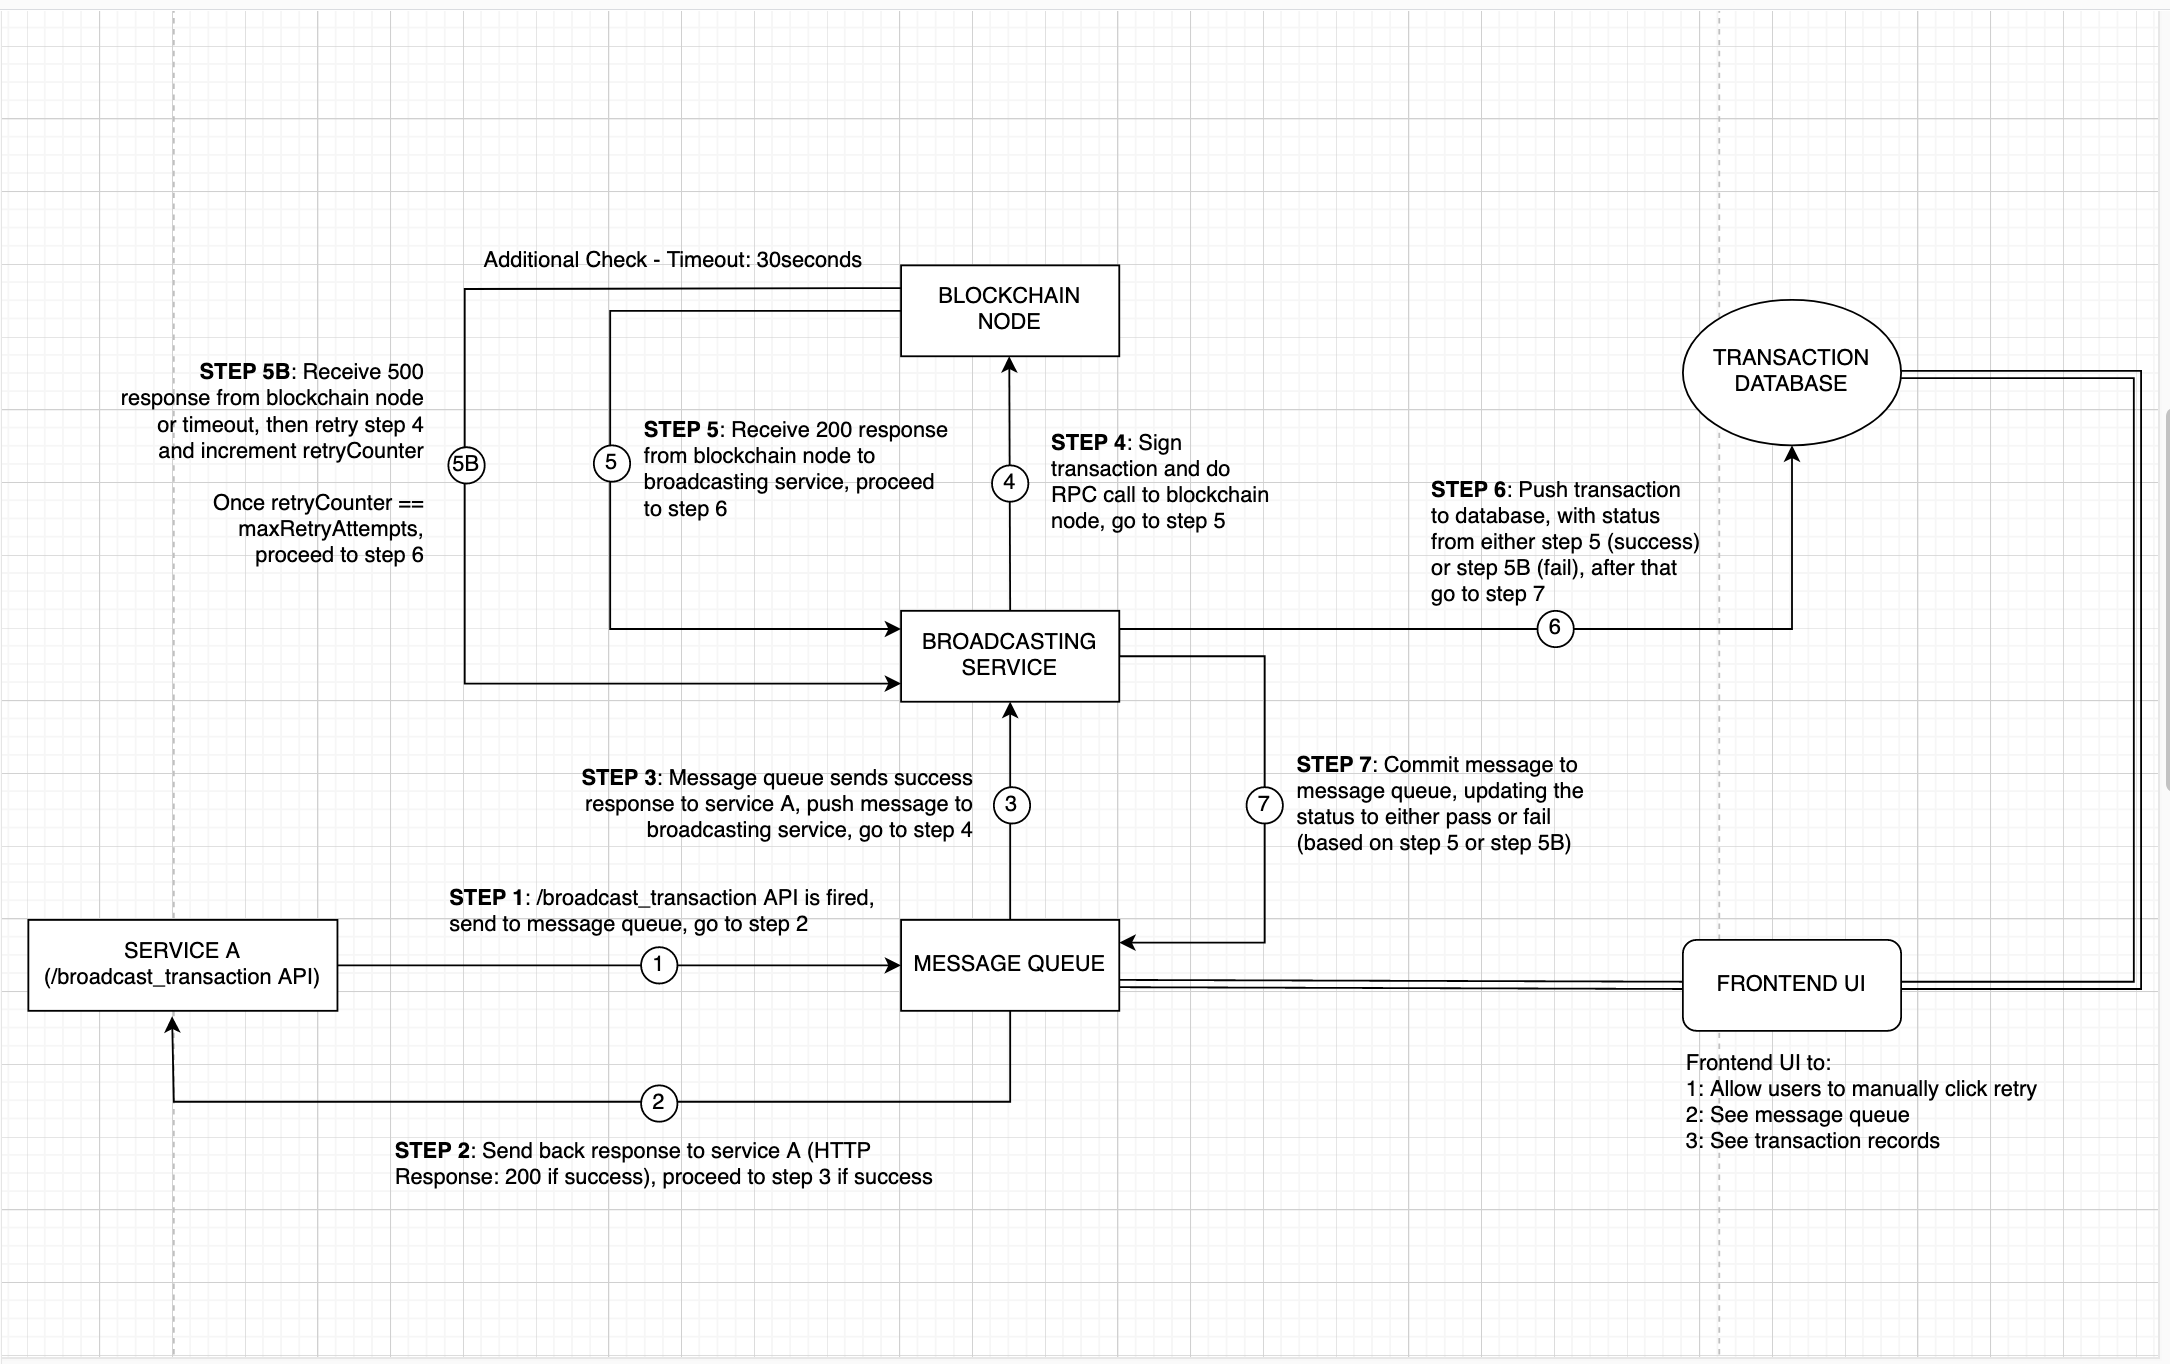 Additional Check - Timeout: 30seconds
BLOCKCHAIN
NODE
TRANSACTION
DATABASE
STEP 5B: Receive 500
response from blockchain node
or timeout, then retry step 4
and increment retryCounter
Once retryCounter ==
maxRetryAttempts,
proceed to step 6
5B
5
STEP 5: Receive 200 response
from blockchain node to
broadcasting service, proceed
to step 6
4
STEP 4: Sign
transaction and do
RPC call to blockchain
node, go to step 5
STEP 6: Push transaction
to database, with status
from either step 5 (success)
or step 5B (fail), after that
go to step 7
6
BROADCASTING
SERVICE
STEP 3: Message queue sends success
response to service A, push message to
broadcasting service, go to step 4
3
7
STEP 7: Commit message to
message queue, updating the
status to either pass or fail
(based on step 5 or step 5B)
STEP 1: /broadcast_transaction API is fired,
send to message queue, go to step 2
SERVICE A
(/broadcast_transaction API)
1
MESSAGE QUEUE
FRONTEND UI
2
STEP 2: Send back response to service A (HTTP
Response: 200 if success), proceed to step 3 if success
Frontend UI to:
1: Allow users to manually click retry
2: See message queue
3: See transaction records